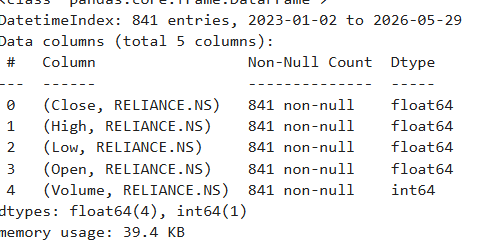 <class 'pandas.core.frame.DataFrame'>
DatetimeIndex: 841 entries, 2023-01-02 to 2026-05-29
Data columns (total 5 columns):
 #   Column                 Non-Null Count  Dtype
---  ------                 --------------  -----
 0   (Close, RELIANCE.NS)   841 non-null    float64
 1   (High, RELIANCE.NS)    841 non-null    float64
 2   (Low, RELIANCE.NS)     841 non-null    float64
 3   (Open, RELIANCE.NS)    841 non-null    float64
 4   (Volume, RELIANCE.NS)  841 non-null    int64
dtypes: float64(4), int64(1)
memory usage: 39.4 KB